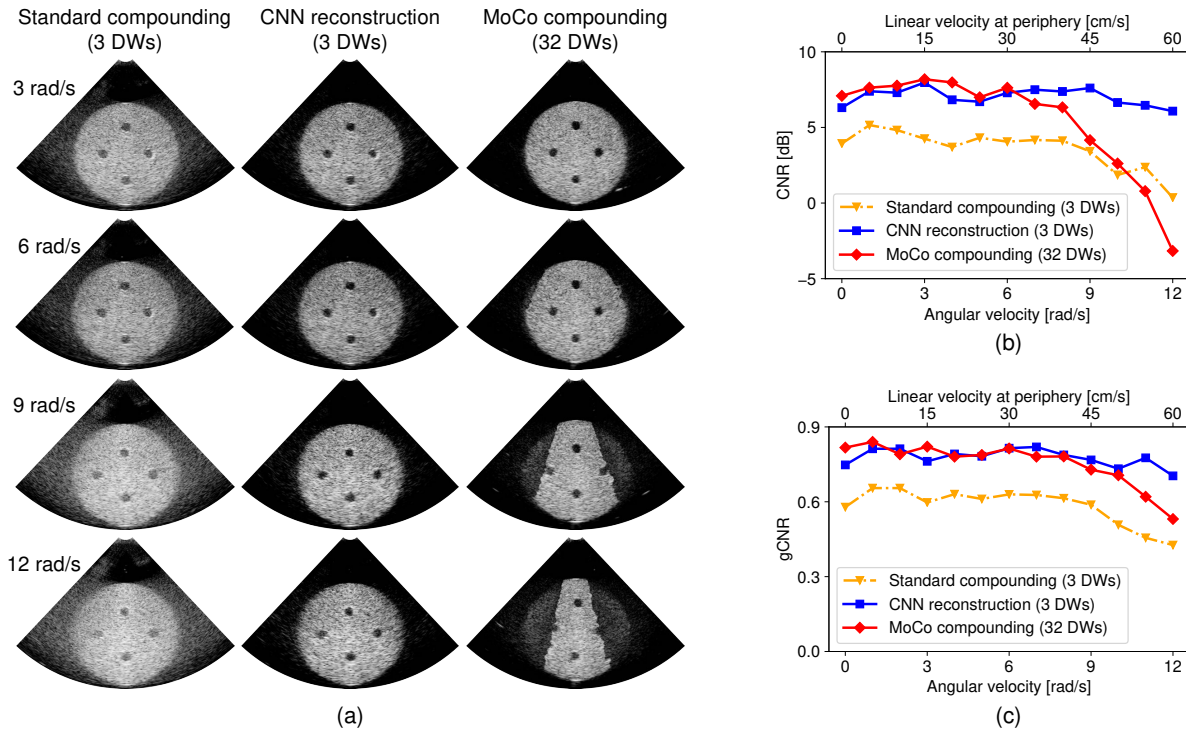 Standard compounding
(3 DWs)
CNN reconstruction
(3 DWs)
MoCo compounding
(32 DWs)
3 rad/s
6 rad/s
9 rad/s
12 rad/s
(a)
Linear velocity at periphery [cm/s]
0 15 30 45 60
10
5
0
−5
CNR [dB]
Standard compounding (3 DWs)
CNN reconstruction (3 DWs)
MoCo compounding (32 DWs)
0 3 6 9 12
Angular velocity [rad/s]
(b)
Linear velocity at periphery [cm/s]
0 15 30 45 60
0.9
0.6
0.3
0.0
gCNR
Standard compounding (3 DWs)
CNN reconstruction (3 DWs)
MoCo compounding (32 DWs)
0 3 6 9 12
Angular velocity [rad/s]
(c)